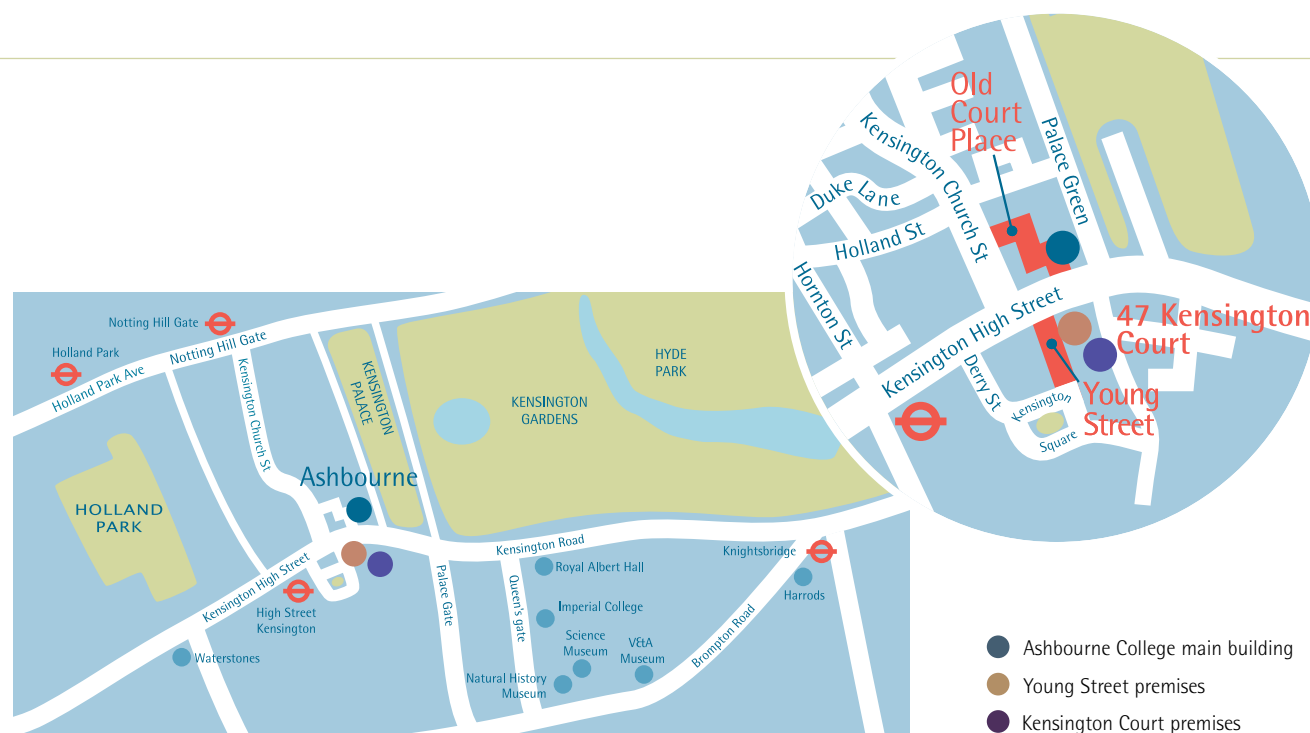 Old
Court
Place
Kensington Church St
Palace Green
Duke Lane
Holland St
Hornton St
Kensington High Street
47 Kensington
Court
Derry St
Kensington
Square
Young
Street
Notting Hill Gate
Notting Hill Gate
Holland Park
Holland Park Ave
Kensington Church St
KENSINGTON
PALACE
HYDE
PARK
KENSINGTON
GARDENS
Ashbourne
HOLLAND
PARK
Kensington High Street
High Street
Kensington
Waterstones
Kensington Road
Palace Gate
Queen's gate
Royal Albert Hall
Imperial College
Science
Museum
V&A
Museum
Natural History
Museum
Brompton Road
Knightsbridge
Harrods
Ashbourne College main building
Young Street premises
Kensington Court premises